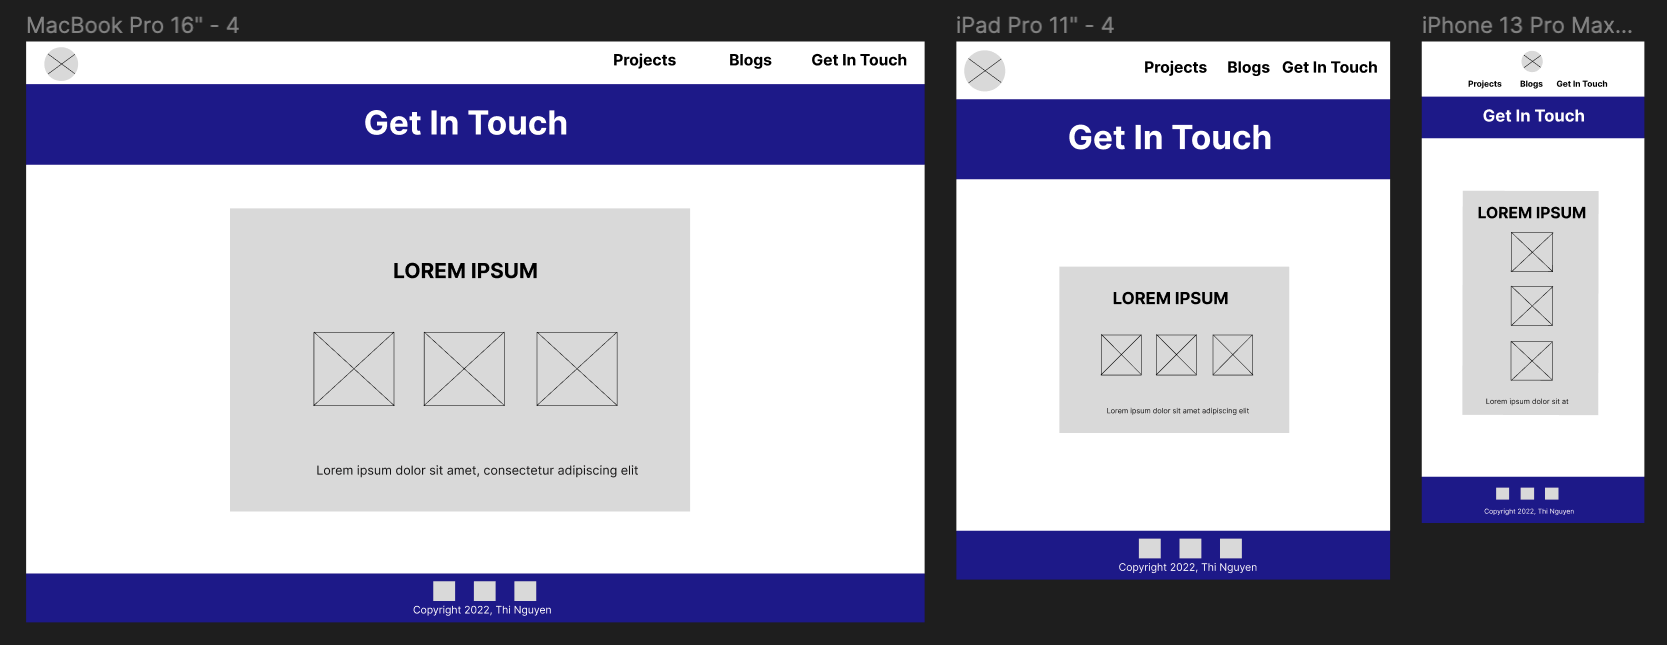 MacBook Pro 16" - 4
Projects Blogs Get In Touch
Get In Touch
LOREM IPSUM
Lorem ipsum dolor sit amet, consectetur adipiscing elit
Copyright 2022, Thi Nguyen
iPad Pro 11" - 4
Projects Blogs Get In Touch
Get In Touch
LOREM IPSUM
Lorem ipsum dolor sit amet adipiscing elit
Copyright 2022, Thi Nguyen
iPhone 13 Pro Max...
Projects Blogs Get In Touch
Get In Touch
LOREM IPSUM
Lorem ipsum dolor sit at
Copyright 2022, Thi Nguyen